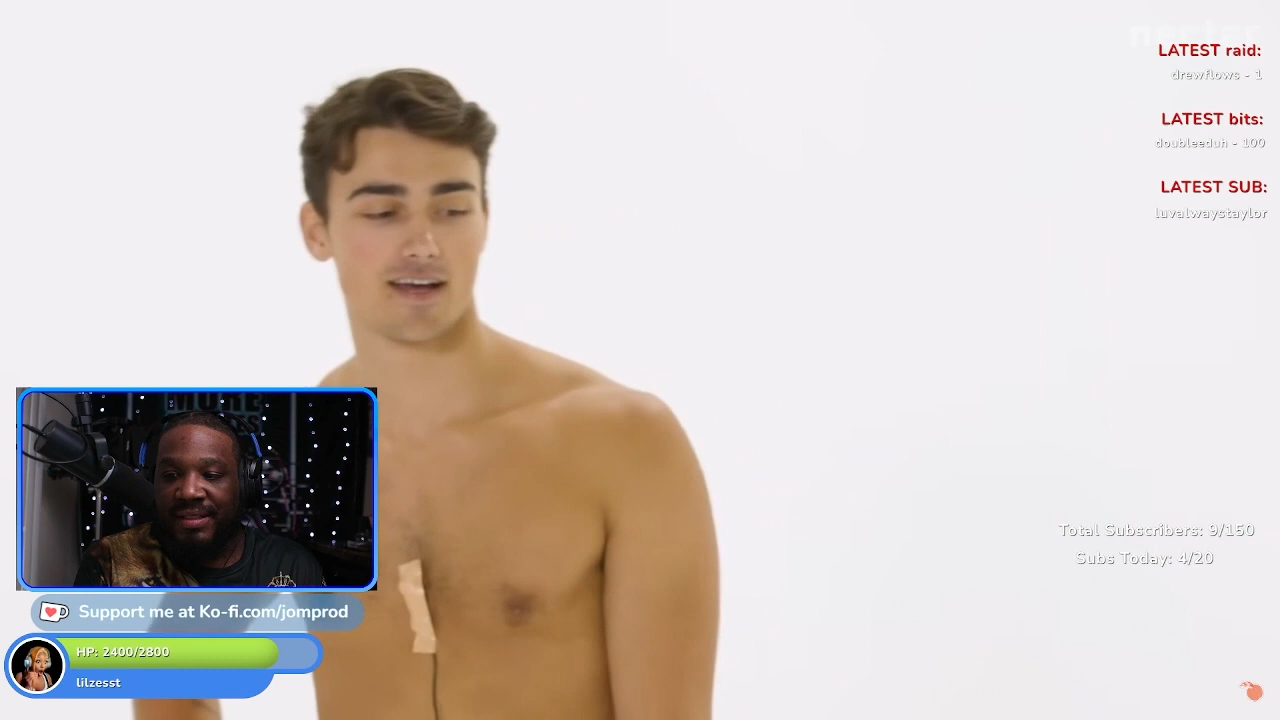 LATEST raid:
drewflows - 1
LATEST bits:
doubleeduh - 100
LATEST SUB:
luvalwaystaylor
Total Subscribers: 9/150
Subs Today: 4/20
Support me at Ko-fi.com/jomprod
HP: 2400/2800
lilzesst